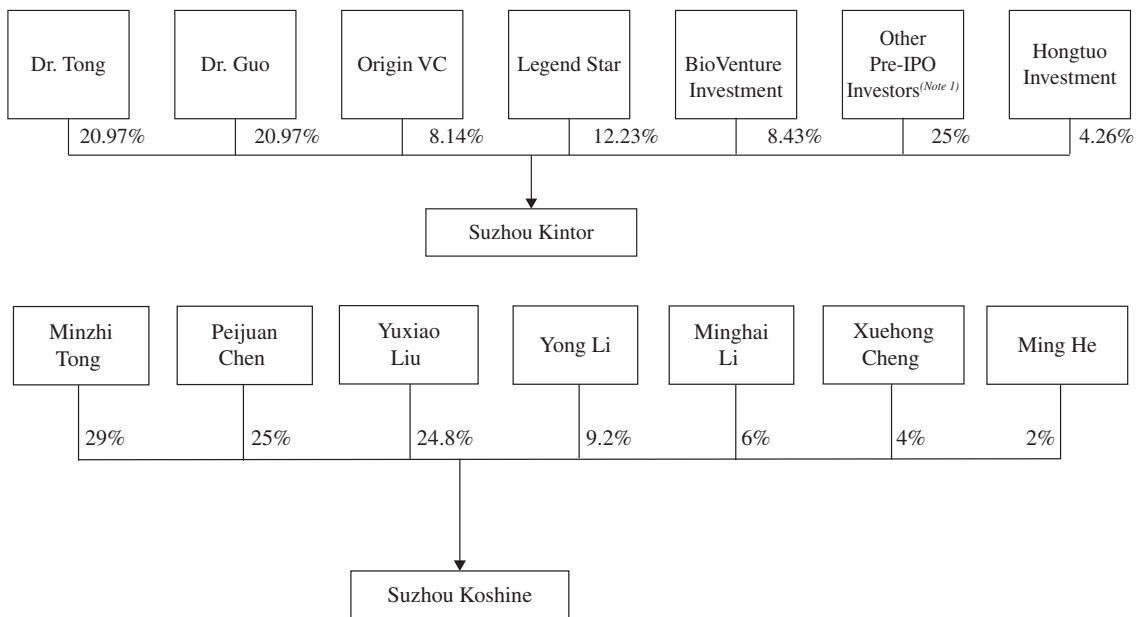 Dr. Tong
Dr. Guo
Origin VC
Legend Star
BioVenture
Investment
Other
Pre-IPO
Investors(Note 1)
Hongtuo
Investment
20.97%
20.97%
8.14%
12.23%
8.43%
25%
4.26%
Suzhou Kintor
Minzhi
Tong
Peijuan
Chen
Yuxiao
Liu
Yong Li
Minghai
Li
Xuehong
Cheng
Ming He
29%
25%
24.8%
9.2%
6%
4%
2%
Suzhou Koshine